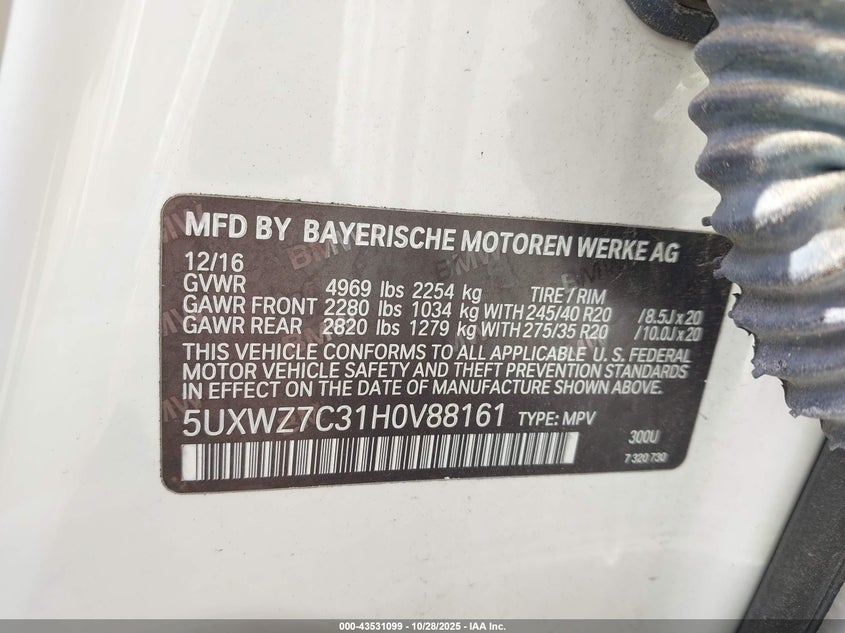 MFD BY BAYERISCHE MOTOREN WERKE AG
12/16
GVWR 4969 lbs 2254 kg TIRE / RIM
GAWR FRONT 2280 lbs 1034 kg WITH 245/40 R20 /8.5J x 20
GAWR REAR 2820 lbs 1279 kg WITH 275/35 R20 /10.0J x 20
THIS VEHICLE CONFORMS TO ALL APPLICABLE U. S. FEDERAL
MOTOR VEHICLE SAFETY AND THEFT PREVENTION STANDARDS
IN EFFECT ON THE DATE OF MANUFACTURE SHOWN ABOVE.
5UXWZ7C31H0V88161 TYPE: MPV
300U
7 320 730
000-43531099 - 10/28/2025 - IAA Inc.